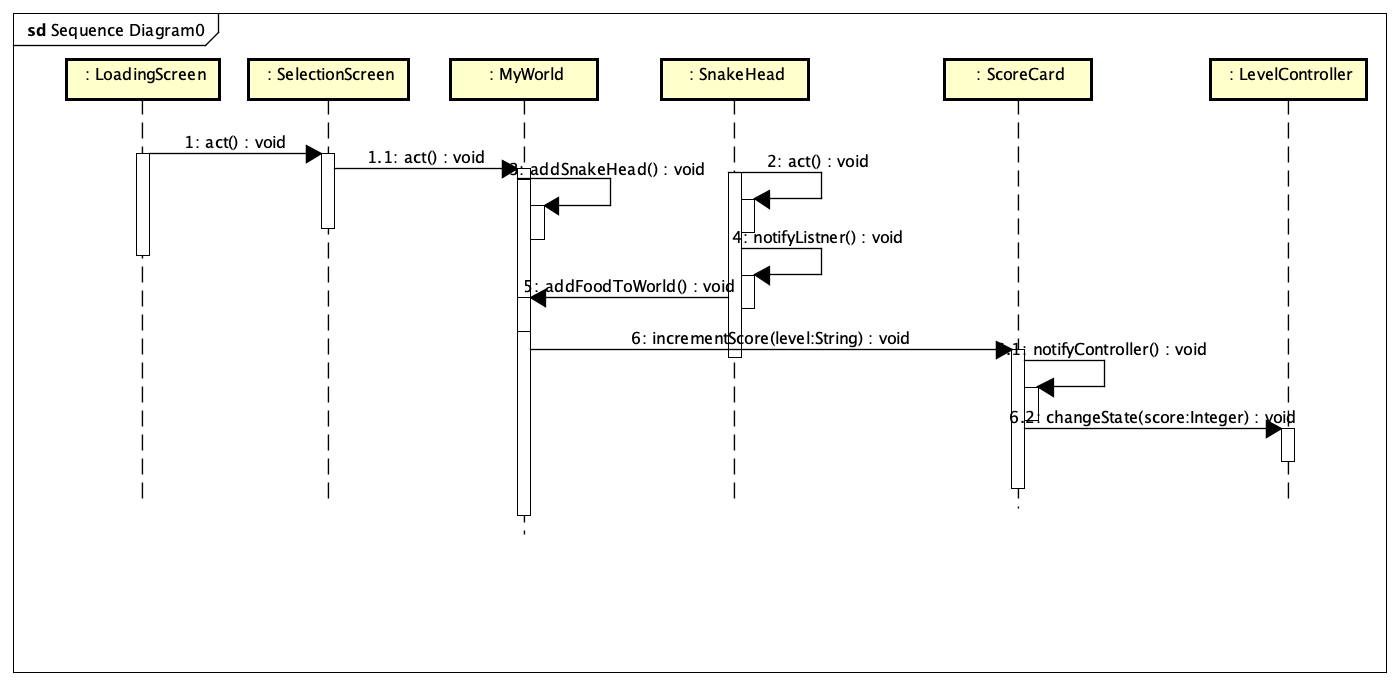 sd Sequence Diagram0
: LoadingScreen
: SelectionScreen
: MyWorld
: SnakeHead
: ScoreCard
: LevelController
1: act() : void
1.1: act() : void
3: addSnakeHead() : void
2: act() : void
4: notifyListner() : void
5: addFoodToWorld() : void
6: incrementScore(level:String) : void
6.1: notifyController() : void
6.2: changeState(score:Integer) : void